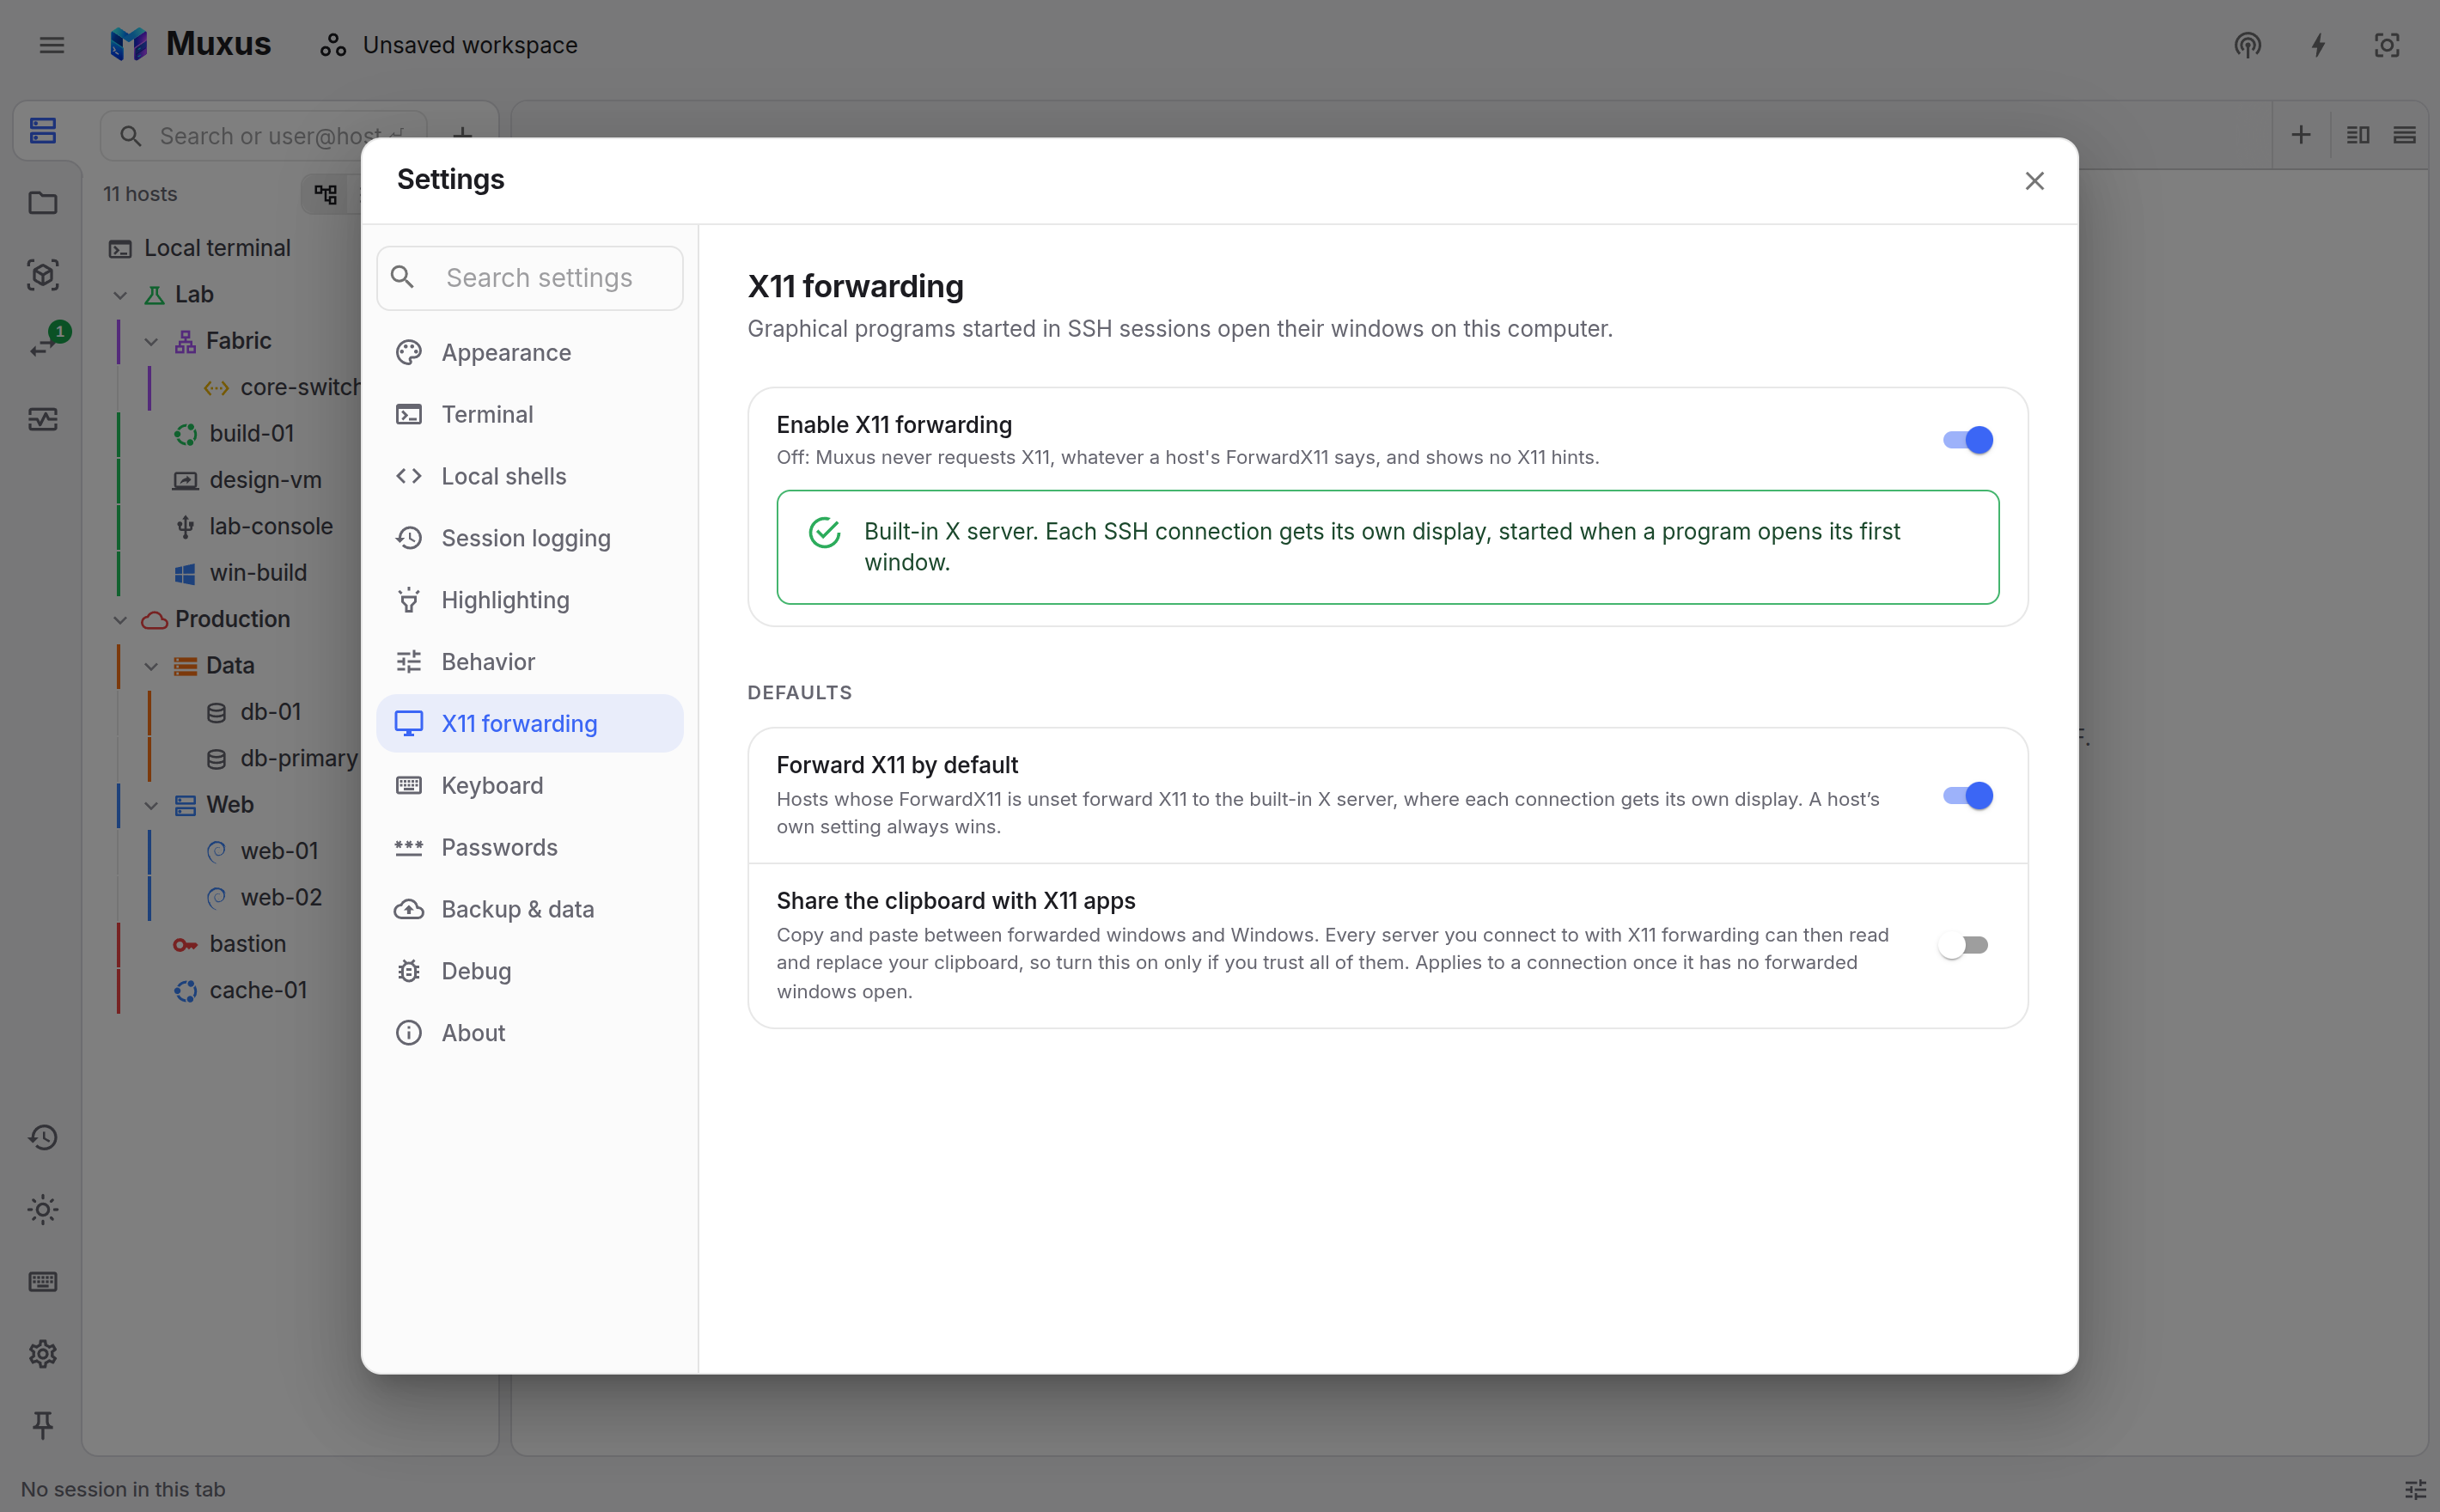 Muxus
Unsaved workspace
Search or user@host
11 hosts
Local terminal
Lab
Fabric
core-switch
build-01
design-vm
lab-console
win-build
Production
Data
db-01
db-primary
Web
web-01
web-02
bastion
cache-01
1
No session in this tab
Settings
Search settings
Appearance
Terminal
Local shells
Session logging
Highlighting
Behavior
X11 forwarding
Keyboard
Passwords
Backup & data
Debug
About
X11 forwarding
Graphical programs started in SSH sessions open their windows on this computer.
Enable X11 forwarding
Off: Muxus never requests X11, whatever a host's ForwardX11 says, and shows no X11 hints.
Built-in X server. Each SSH connection gets its own display, started when a program opens its first
window.
DEFAULTS
Forward X11 by default
Hosts whose ForwardX11 is unset forward X11 to the built-in X server, where each connection gets its own display. A host’s
own setting always wins.
Share the clipboard with X11 apps
Copy and paste between forwarded windows and Windows. Every server you connect to with X11 forwarding can then read
and replace your clipboard, so turn this on only if you trust all of them. Applies to a connection once it has no forwarded
windows open.